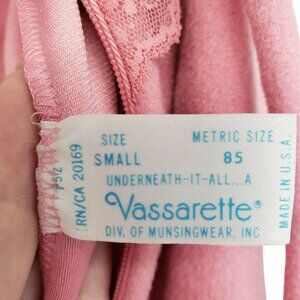 SIZE
SMALL
METRIC SIZE
85
UNDERNEATH-IT-ALL...A
Vassarette®
DIV. OF MUNSINGWEAR, INC
MADE IN U.S.A.
RN/CA 20169